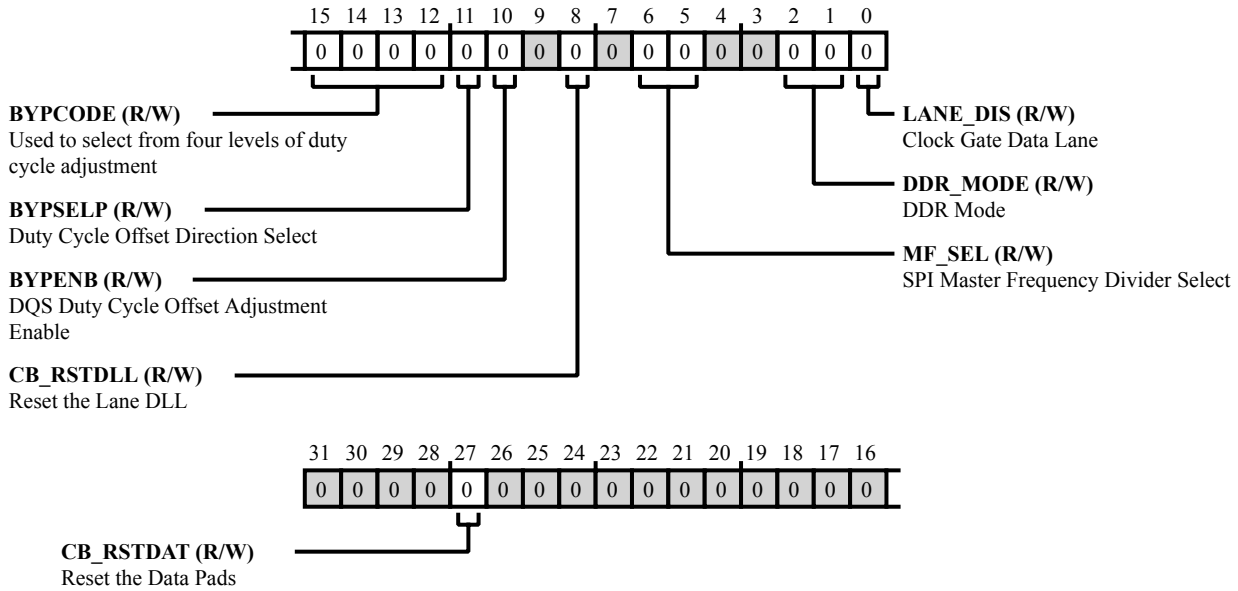 15 14 13 12 11 10 9 8 7 6 5 4 3 2 1 0
0 0 0 0 0 0 0 0 0 0 0 0 0 0 0 0
BYPCODE (R/W)
Used to select from four levels of duty
cycle adjustment
BYPSELP (R/W)
Duty Cycle Offset Direction Select
BYPENB (R/W)
DQS Duty Cycle Offset Adjustment
Enable
CB_RSTDLL (R/W)
Reset the Lane DLL
LANE_DIS (R/W)
Clock Gate Data Lane
DDR_MODE (R/W)
DDR Mode
MF_SEL (R/W)
SPI Master Frequency Divider Select
31 30 29 28 27 26 25 24 23 22 21 20 19 18 17 16
0 0 0 0 0 0 0 0 0 0 0 0 0 0 0 0
CB_RSTDAT (R/W)
Reset the Data Pads